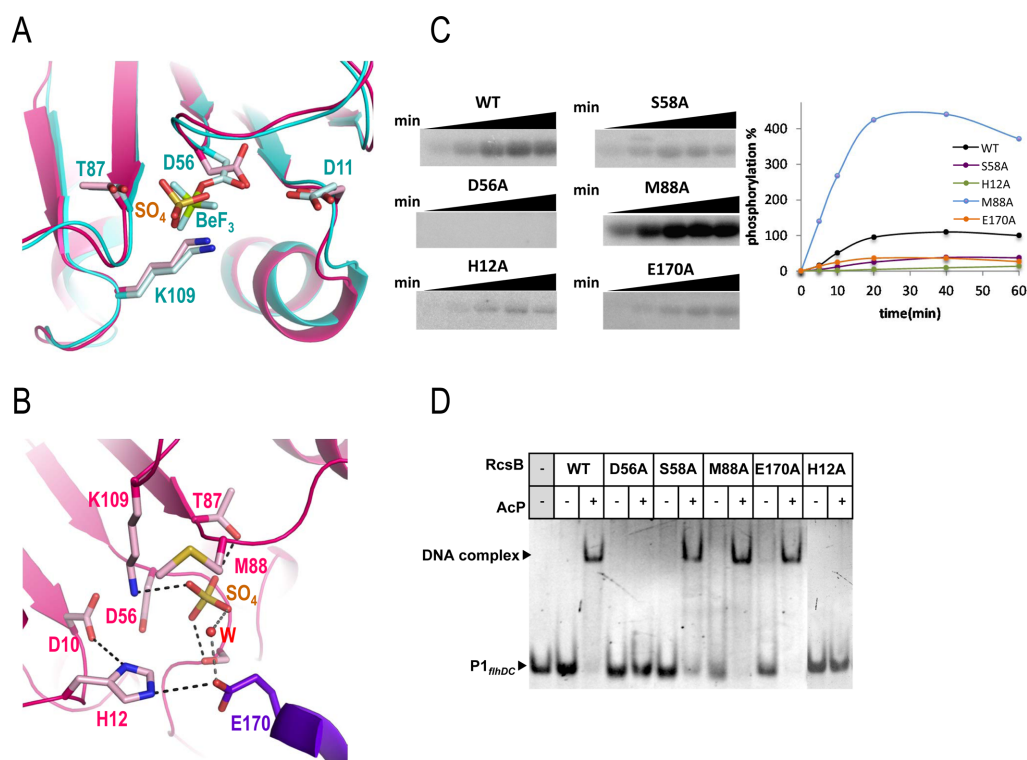 A
T87
D56
D11
SO4
BeF3
K109
B
K109
T87
M88
SO4
D56
W
D10
H12
E170
C
WT
min
S58A
min
D56A
min
M88A
min
H12A
min
E170A
min
phosphorylation %
400
300
200
100
0
0
10
20
30
40
50
60
time(min)
WT
S58A
H12A
M88A
E170A
D
RcsB - WT D56A S58A M88A E170A H12A
AcP - - + - + - + - + - + - +
DNA complex
P1flhDC